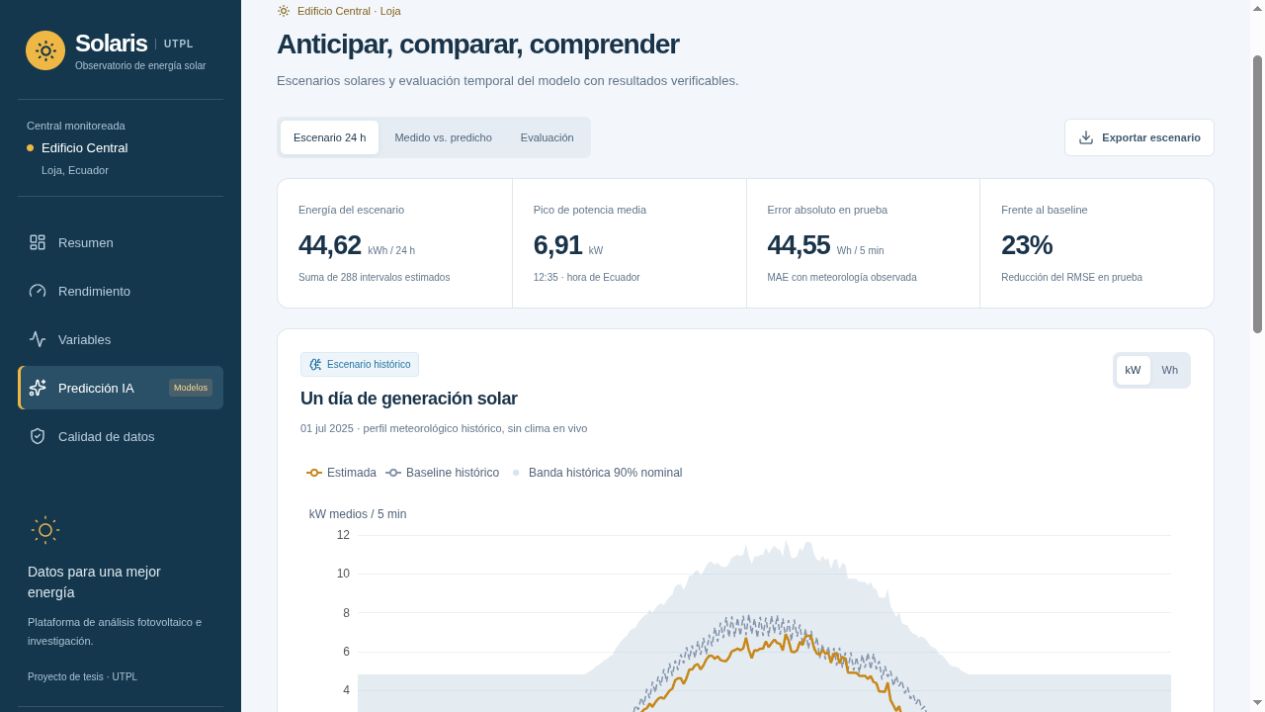 Solaris | UTPL
Observatorio de energía solar
Central monitoreada
Edificio Central
Loja, Ecuador
Resumen
Rendimiento
Variables
Predicción IA Modelos
Calidad de datos
Datos para una mejor
energía
Plataforma de análisis fotovoltaico e
investigación.
Proyecto de tesis · UTPL
Edificio Central · Loja
Anticipar, comparar, comprender
Escenarios solares y evaluación temporal del modelo con resultados verificables.
Escenario 24 h Medido vs. predicho Evaluación
Exportar escenario
Energía del escenario
44,62 kWh / 24 h
Suma de 288 intervalos estimados
Pico de potencia media
6,91 kW
12:35 · hora de Ecuador
Error absoluto en prueba
44,55 Wh / 5 min
MAE con meteorología observada
Frente al baseline
23%
Reducción del RMSE en prueba
Escenario histórico
kW Wh
Un día de generación solar
01 jul 2025 · perfil meteorológico histórico, sin clima en vivo
Estimada Baseline histórico Banda histórica 90% nominal
kW medios / 5 min
12
10
8
6
4